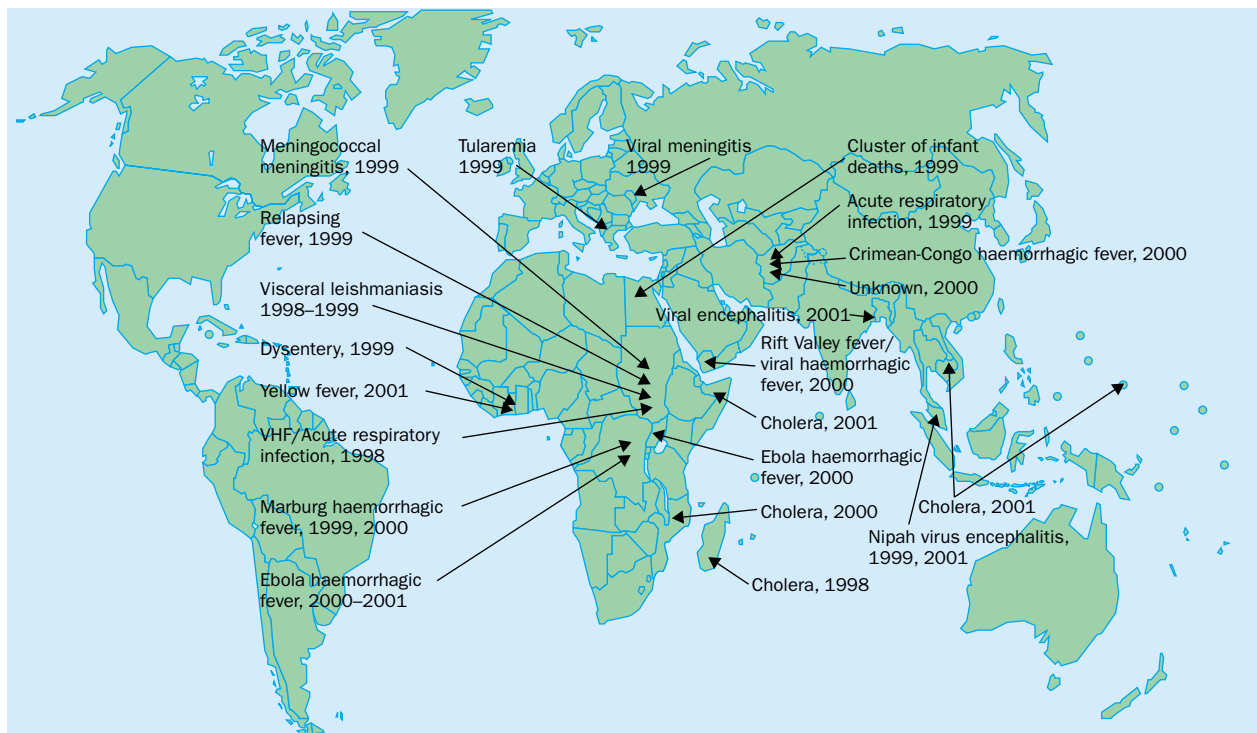 Meningococcal
meningitis, 1999
Tularemia
1999
Viral meningitis
1999
Cluster of infant
deaths, 1999
Acute respiratory
infection, 1999
Relapsing
fever, 1999
Crimean-Congo haemorrhagic fever, 2000
Unknown, 2000
Visceral leishmaniasis
1998–1999
Viral encephalitis, 2001
Rift Valley fever/
viral haemorrhagic
fever, 2000
Dysentery, 1999
Yellow fever, 2001
Cholera, 2001
VHF/Acute respiratory
infection, 1998
Ebola haemorrhagic
fever, 2000
Marburg haemorrhagic
fever, 1999, 2000
Cholera, 2000
Cholera, 2001
Nipah virus encephalitis,
1999, 2001
Ebola haemorrhagic
fever, 2000–2001
Cholera, 1998